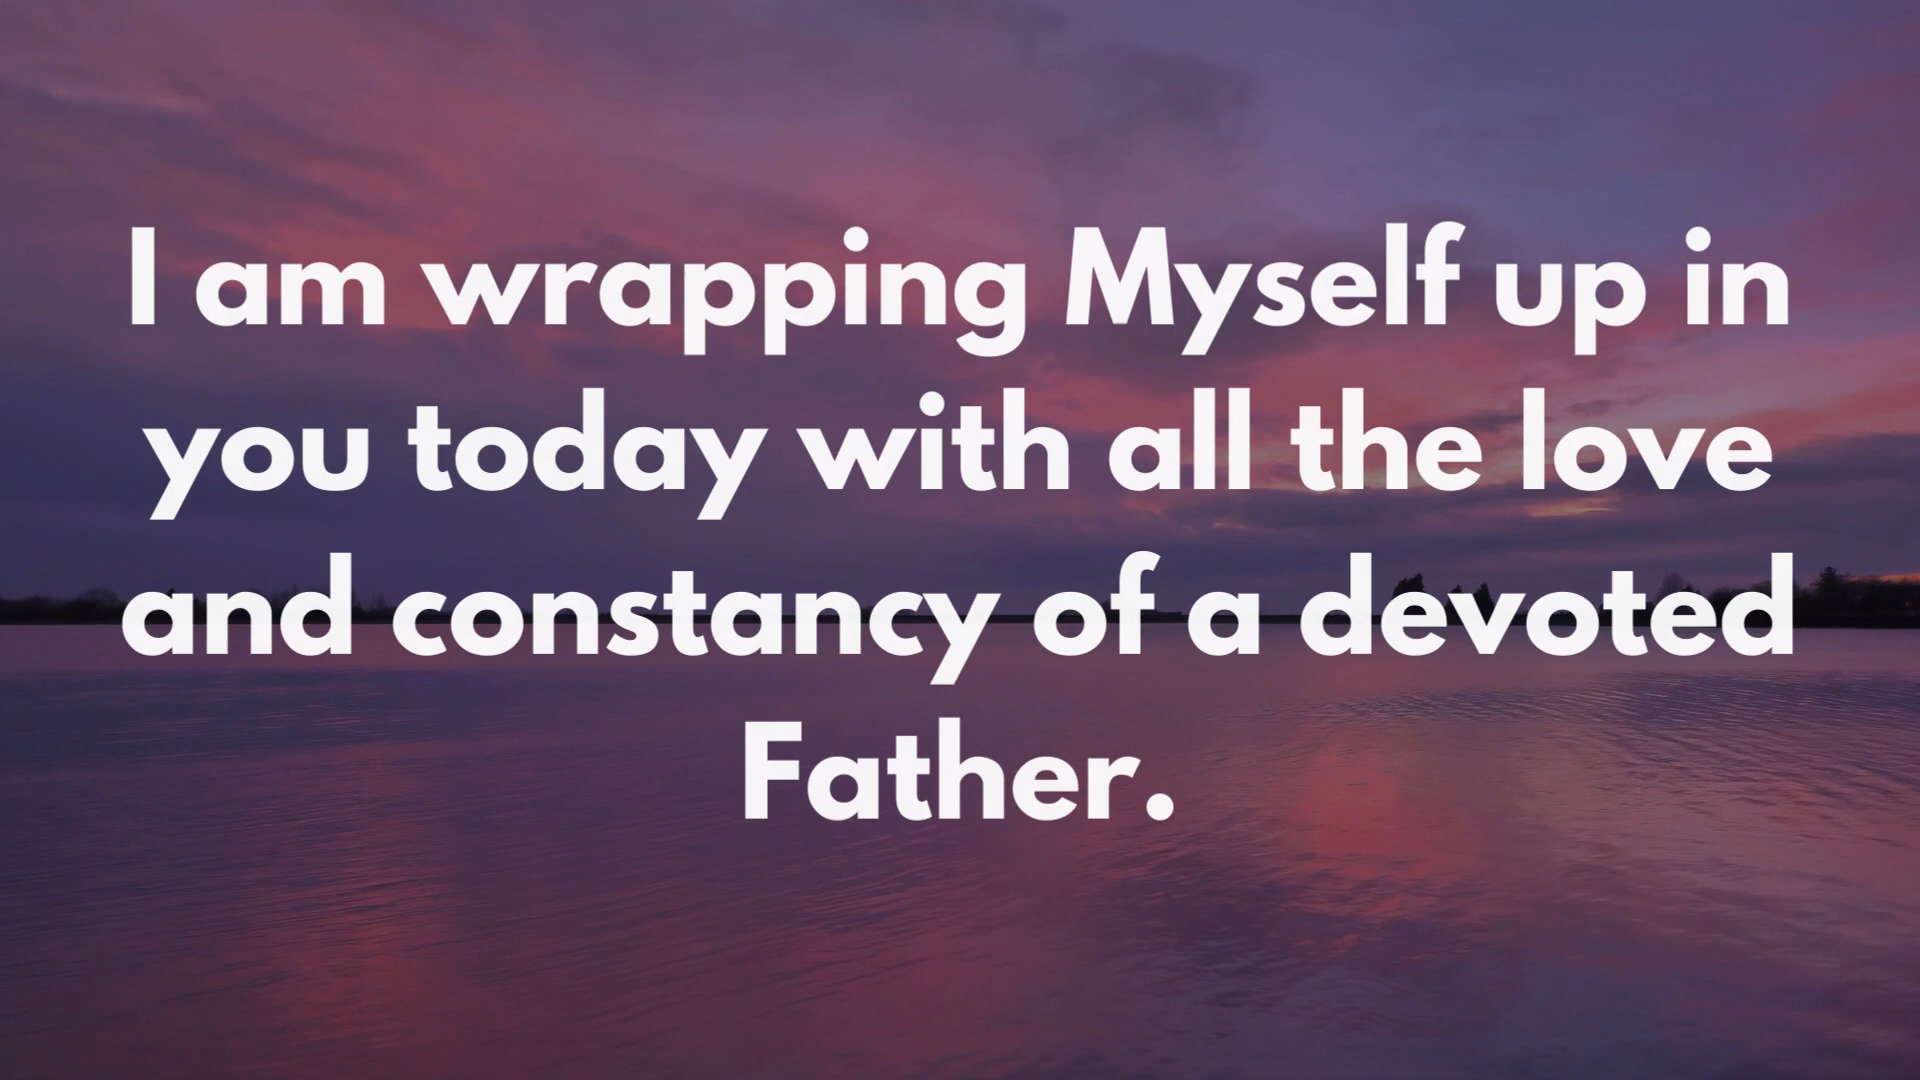 I am wrapping Myself up in
you today with all the love
and constancy of a devoted
Father.